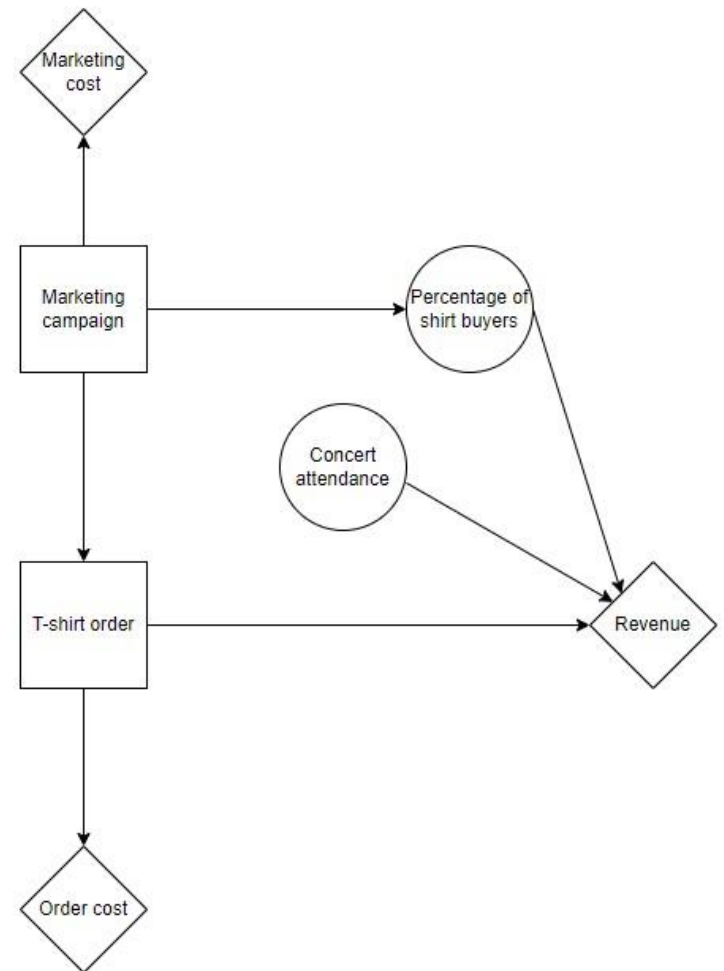 Marketing
cost
Marketing
campaign
Percentage of
shirt buyers
Concert
attendance
T-shirt order
Revenue
Order cost